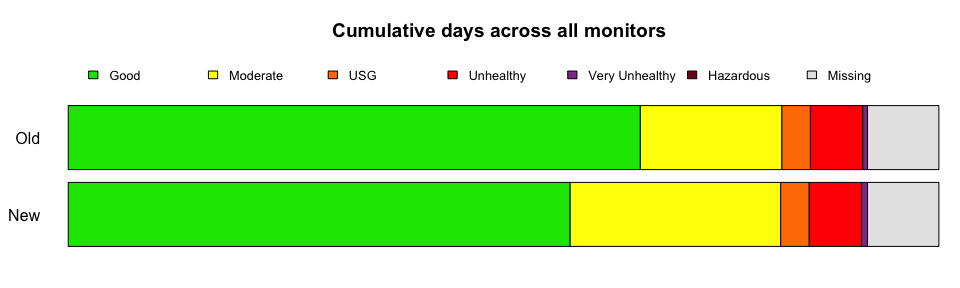 Cumulative days across all monitors
Good Moderate USG Unhealthy Very Unhealthy Hazardous Missing
Old
New